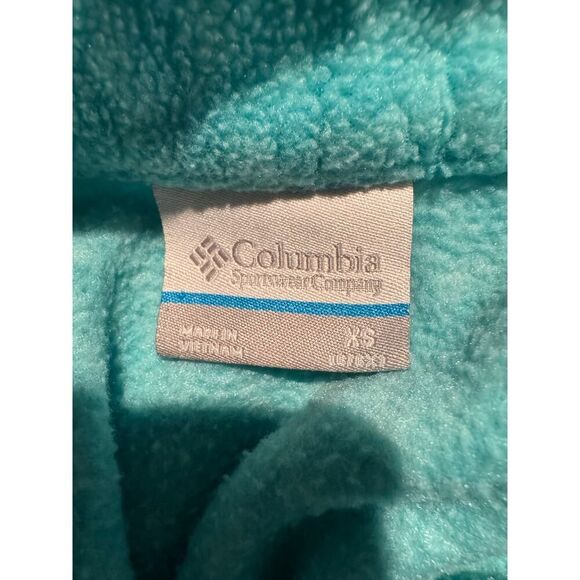 Columbia
Sportswear Company
MADE IN
VIETNAM
XS